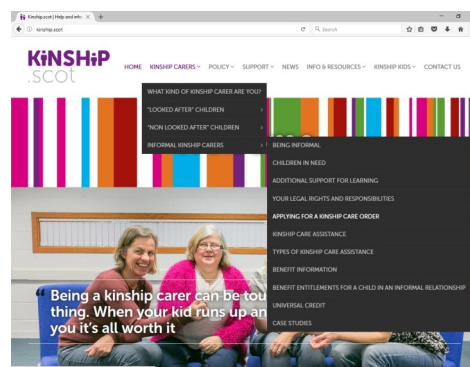 Kinship.scot | Help and info
kinship.scot
Search
KiNSHiP
.scot
HOME KINSHIP CARERS POLICY SUPPORT NEWS INFO & RESOURCES KINSHIP KIDS CONTACT US
WHAT KIND OF KINSHIP CARER ARE YOU?
"LOOKED AFTER" CHILDREN
"NON LOOKED AFTER" CHILDREN
INFORMAL KINSHIP CARERS
BEING INFORMAL
CHILDREN IN NEED
ADDITIONAL SUPPORT FOR LEARNING
YOUR LEGAL RIGHTS AND RESPONSIBILITIES
APPLYING FOR A KINSHIP CARE ORDER
KINSHIP CARE ASSISTANCE
TYPES OF KINSHIP CARE ASSISTANCE
BENEFIT INFORMATION
BENEFIT ENTITLEMENTS FOR A CHILD IN AN INFORMAL RELATIONSHIP
UNIVERSAL CREDIT
CASE STUDIES
"Being a kinship carer can be tou
thing. When your kid runs up an
you it's all worth it